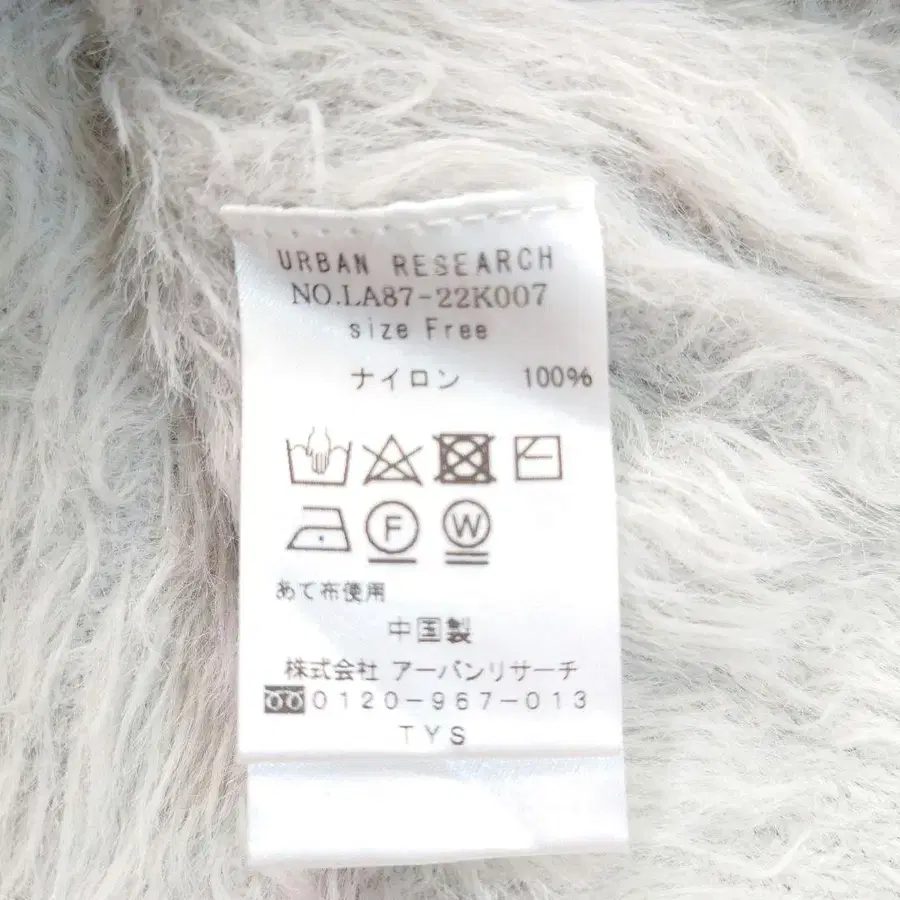 URBAN RESEARCH
NO.LA87-22K007
size Free
ナイロン 100%
F W
あて布使用
中国製
株式会社 アーバンリサーチ
0120-967-013
TYS